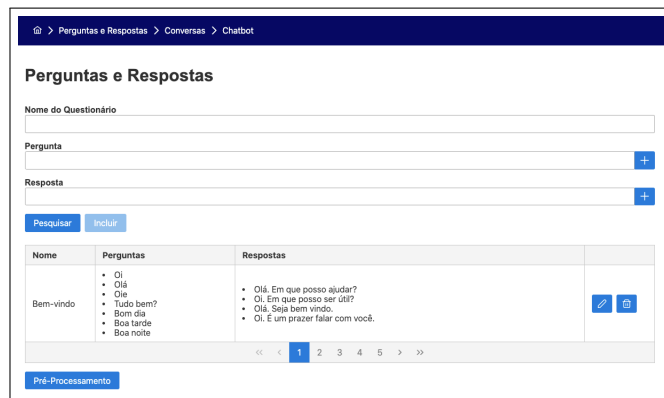 Perguntas e Respostas > Conversas > Chatbot
Perguntas e Respostas
Nome do Questionário
Pergunta
+
Resposta
+
Pesquisar Incluir
Nome Perguntas Respostas
• Oi
• Olá
• Oie
• Tudo bem?
• Bom dia
• Boa tarde
• Boa noite
Bem-vindo
• Olá. Em que posso ajudar?
• Oi. Em que posso ser útil?
• Olá. Seja bem vindo.
• Oi. É um prazer falar com você.
<< < 1 2 3 4 5 > >>
Pré-Processamento